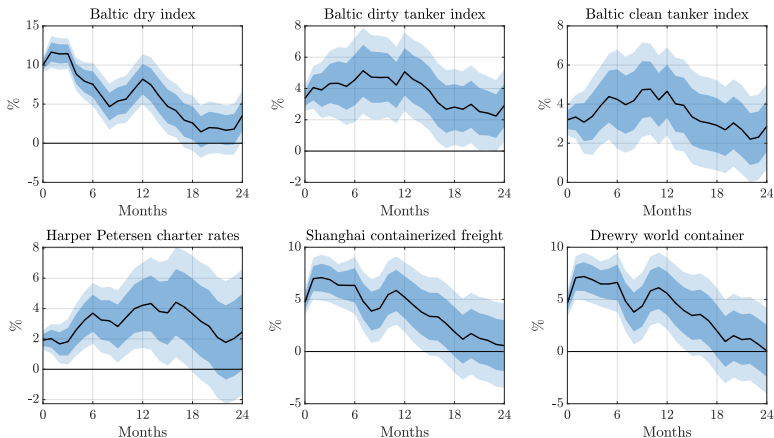 Baltic dry index
Baltic dirty tanker index
Baltic clean tanker index
15
10
5
0
-5
%
0 6 12 18 24
Months
8
6
4
2
0
-2
%
0 6 12 18 24
Months
8
6
4
2
0
%
0 6 12 18 24
Months
Harper Petersen charter rates
Shanghai containerized freight
Drewry world container
8
6
4
2
0
-2
%
0 6 12 18 24
Months
10
5
0
-5
%
0 6 12 18 24
Months
10
5
0
-5
%
0 6 12 18 24
Months